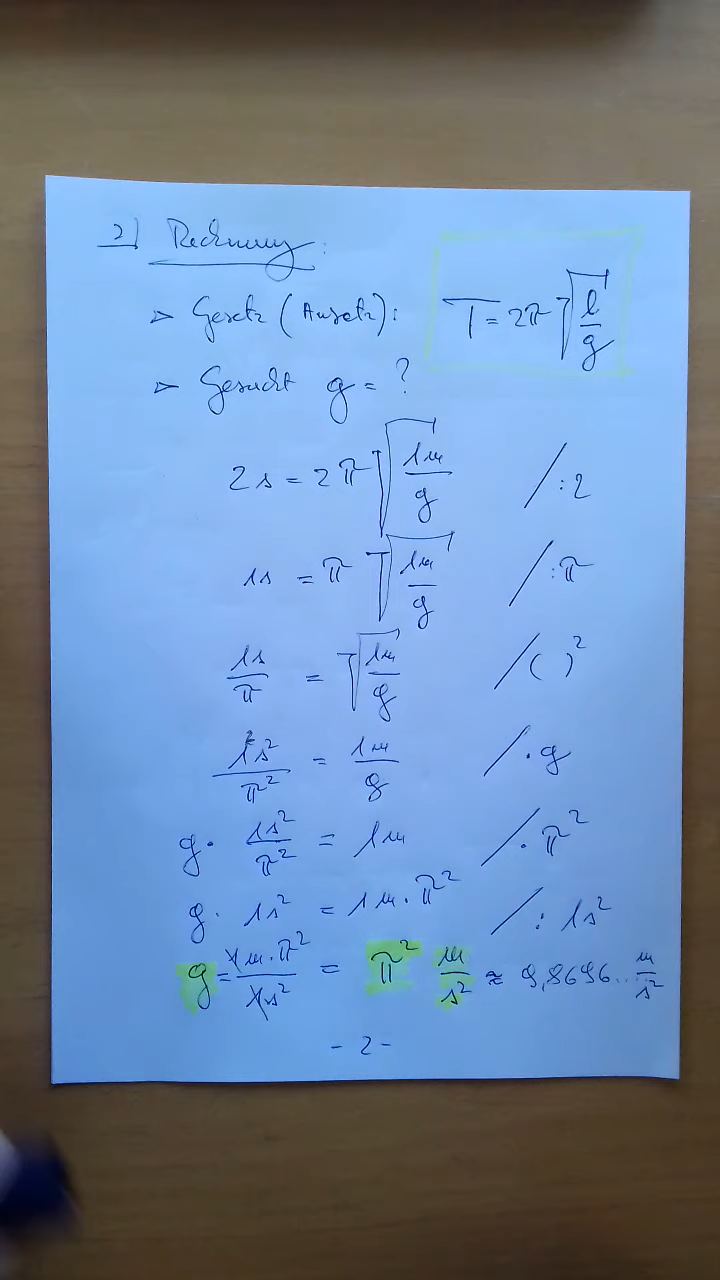 2) Rechnung:
▻ Gesetz (Ansatz): T = 2π √(l/g)
▻ Gesucht g = ?
2s = 2π √(1m/g) / :2
1s = π √(1m/g) / :π
1s/π = √(1m/g) / ( )²
1²s²/π² = 1m/g / ·g
g · 1s²/π² = 1m / ·π²
g · 1s² = 1m·π² / : 1s²
g = 1m·π²/1s² = π² m/s² ≈ 9,8696... m/s²
- 2 -